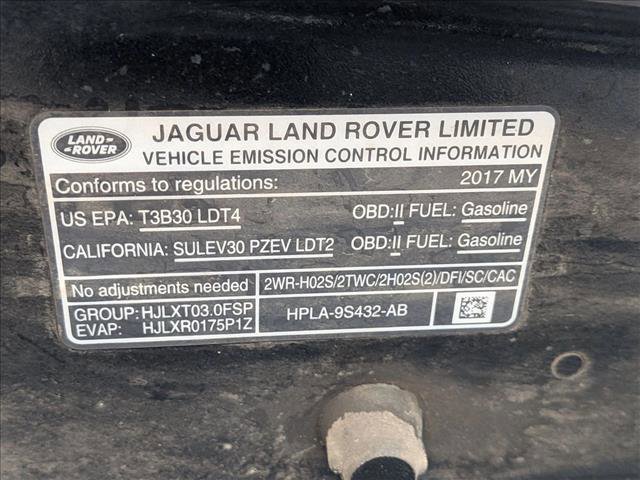 LAND-
-ROVER
JAGUAR LAND ROVER LIMITED
VEHICLE EMISSION CONTROL INFORMATION
Conforms to regulations: 2017 MY
US EPA: T3B30 LDT4 OBD:II FUEL: Gasoline
CALIFORNIA: SULEV30 PZEV LDT2 OBD:II FUEL: Gasoline
No adjustments needed 2WR-HO2S/2TWC/2HO2S(2)/DFI/SC/CAC
GROUP: HJLXT03.0FSP
EVAP: HJLXR0175P1Z
HPLA-9S432-AB